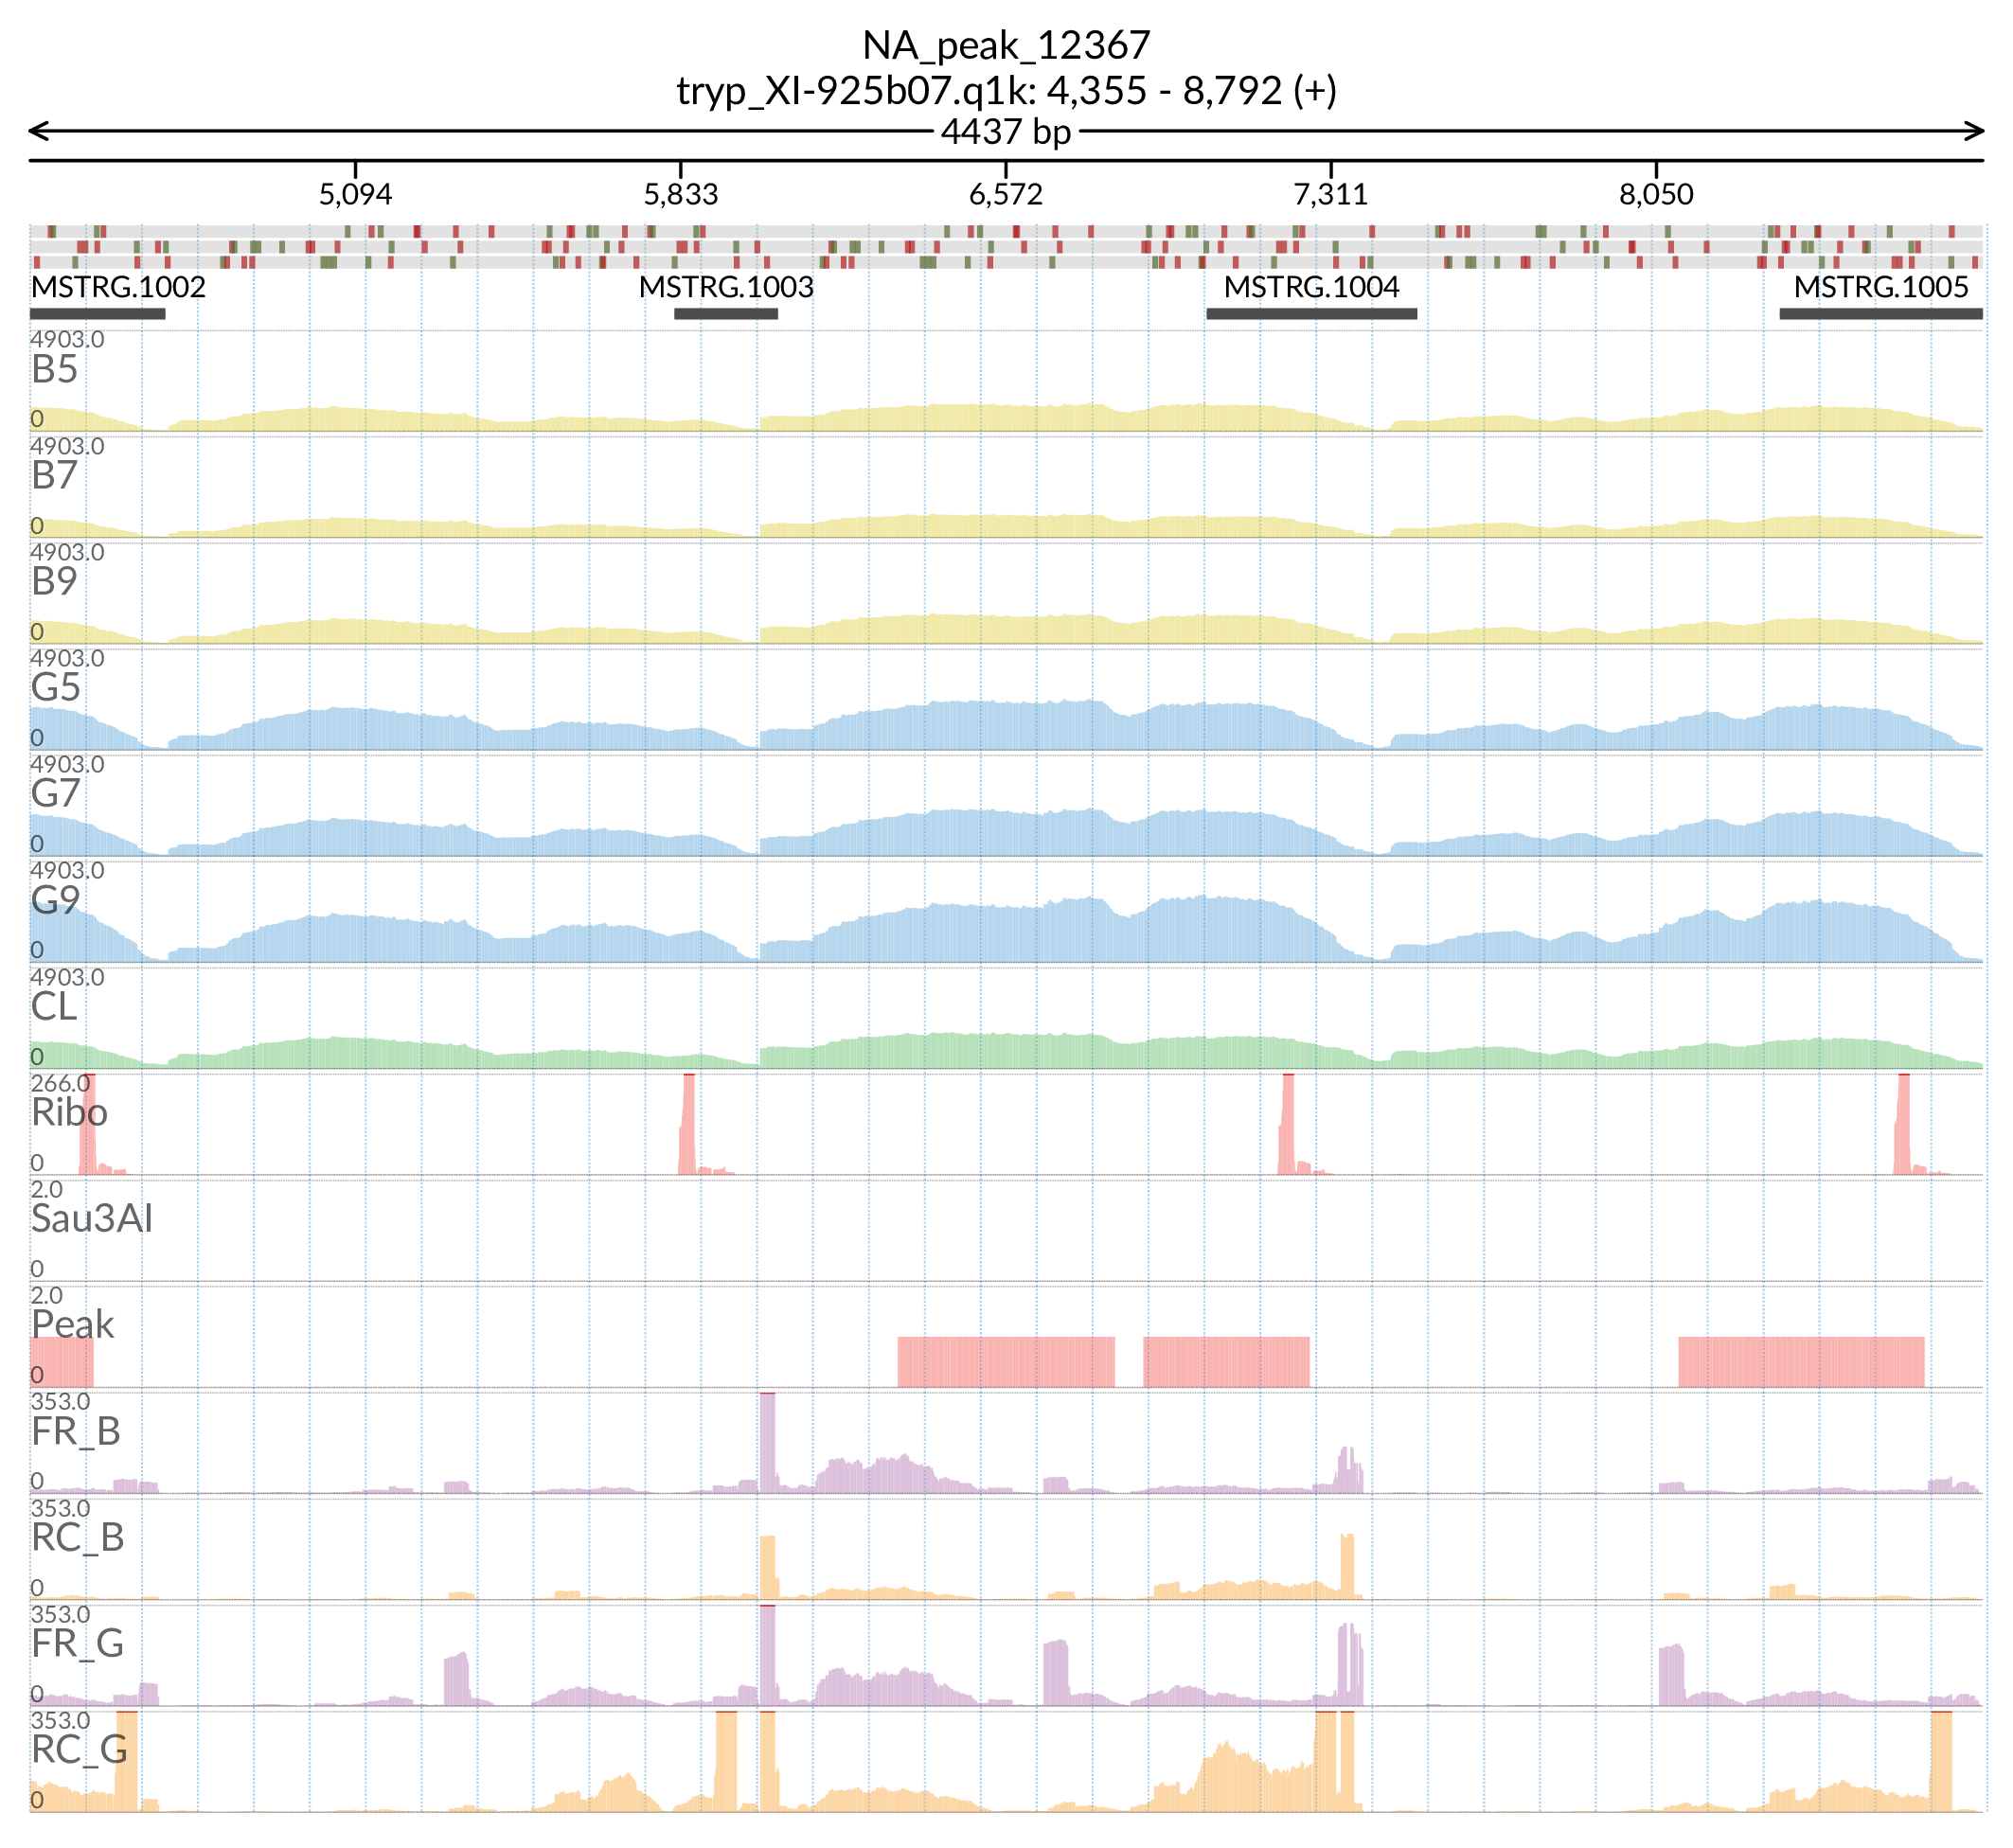 NA_peak_12367
tryp_XI-925b07.q1k: 4,355 - 8,792 (+)
4437 bp
5,094 5,833 6,572 7,311 8,050
MSTRG.1002 MSTRG.1003 MSTRG.1004 MSTRG.1005
4903.0
B5
0
4903.0
B7
0
4903.0
B9
0
4903.0
G5
0
4903.0
G7
0
4903.0
G9
0
4903.0
CL
0
266.0
Ribo
0
2.0
Sau3AI
0
2.0
Peak
0
353.0
FR_B
0
353.0
RC_B
0
353.0
FR_G
0
353.0
RC_G
0